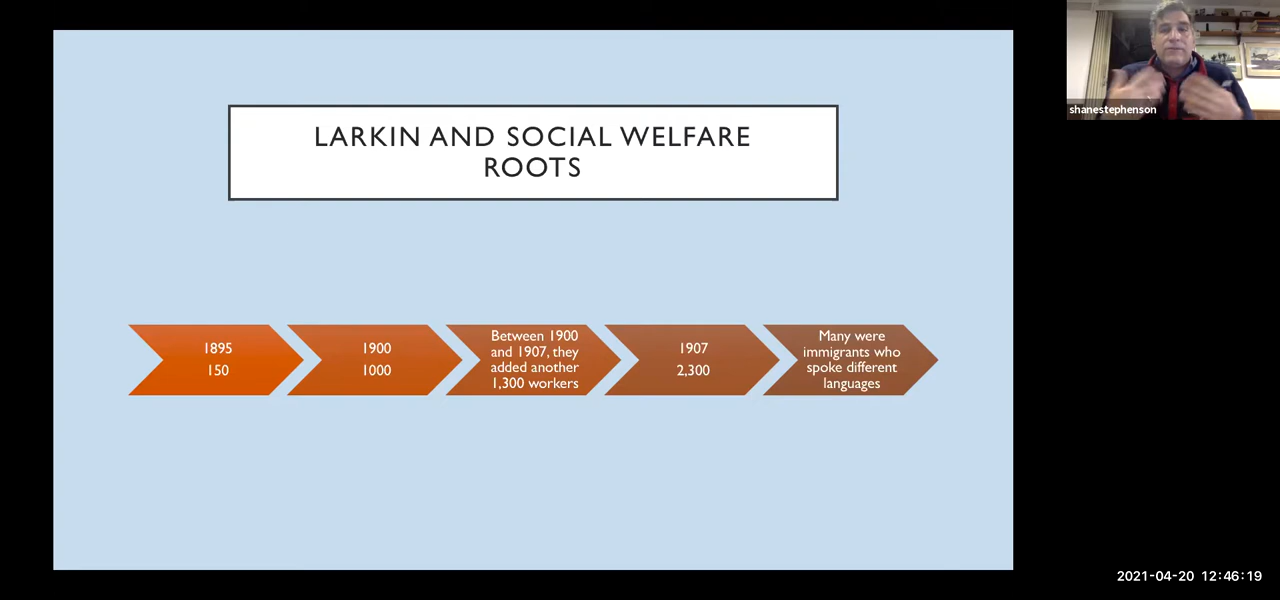 shanestephenson
LARKIN AND SOCIAL WELFARE
ROOTS
1895
150
1900
1000
Between 1900
and 1907, they
added another
1,300 workers
1907
2,300
Many were
immigrants who
spoke different
languages
2021-04-20 12:46:19